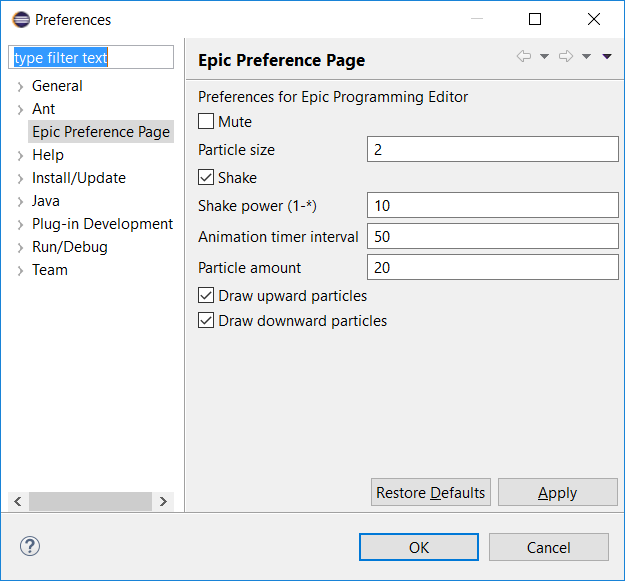 Preferences
type filter text
General
Ant
Epic Preference Page
Help
Install/Update
Java
Plug-in Development
Run/Debug
Team
Epic Preference Page
Preferences for Epic Programming Editor
Mute
Particle size 2
Shake
Shake power (1-*) 10
Animation timer interval 50
Particle amount 20
Draw upward particles
Draw downward particles
Restore Defaults Apply
? OK Cancel